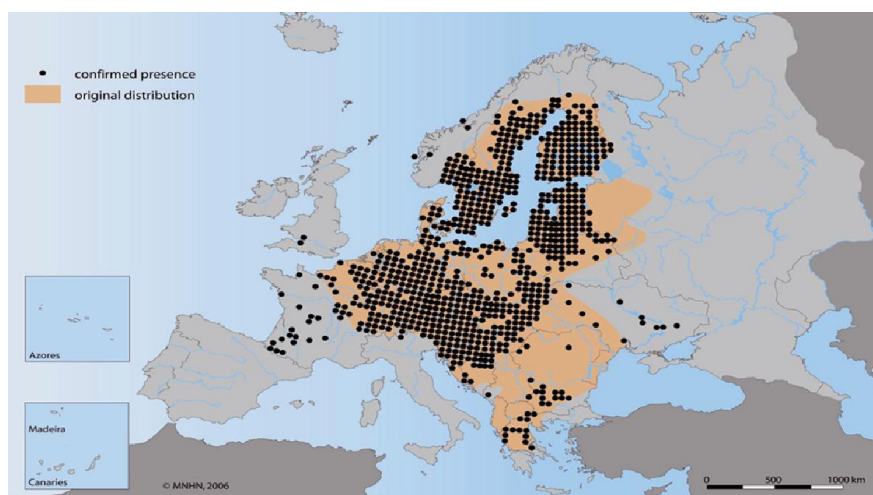 confirmed presence
original distribution
Azores
Madeira
Canaries
© MNHN, 2006
0 500 1000 km